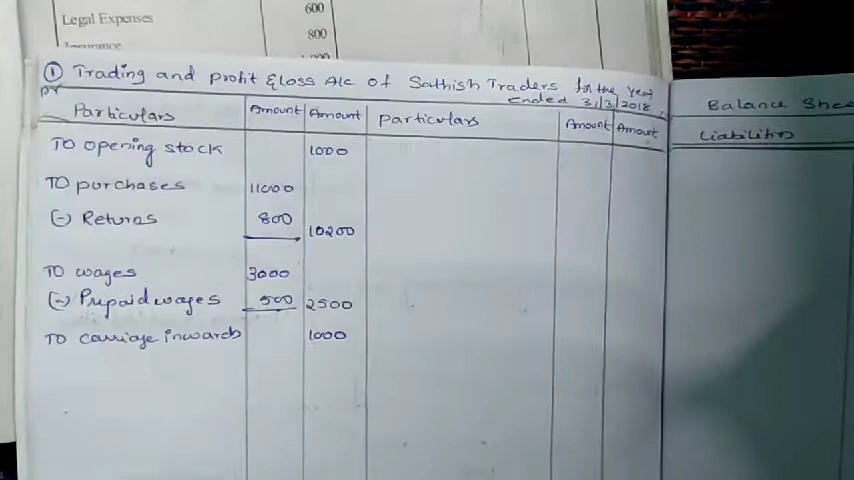 600
Legal Expenses
800
Insurance
① Trading and profit & loss A/c of Sathish Traders for the year
ended 31/3/2018.
Dr
Particulars Amount Amount particulars Amount Amount
TO opening stock 1000
TO purchases 11000
(-) Returns 800 10200
TO wages 3000
(-) Prepaid wages 500 2500
TO carriage inwards 1000
Balance Shee
Liabilities